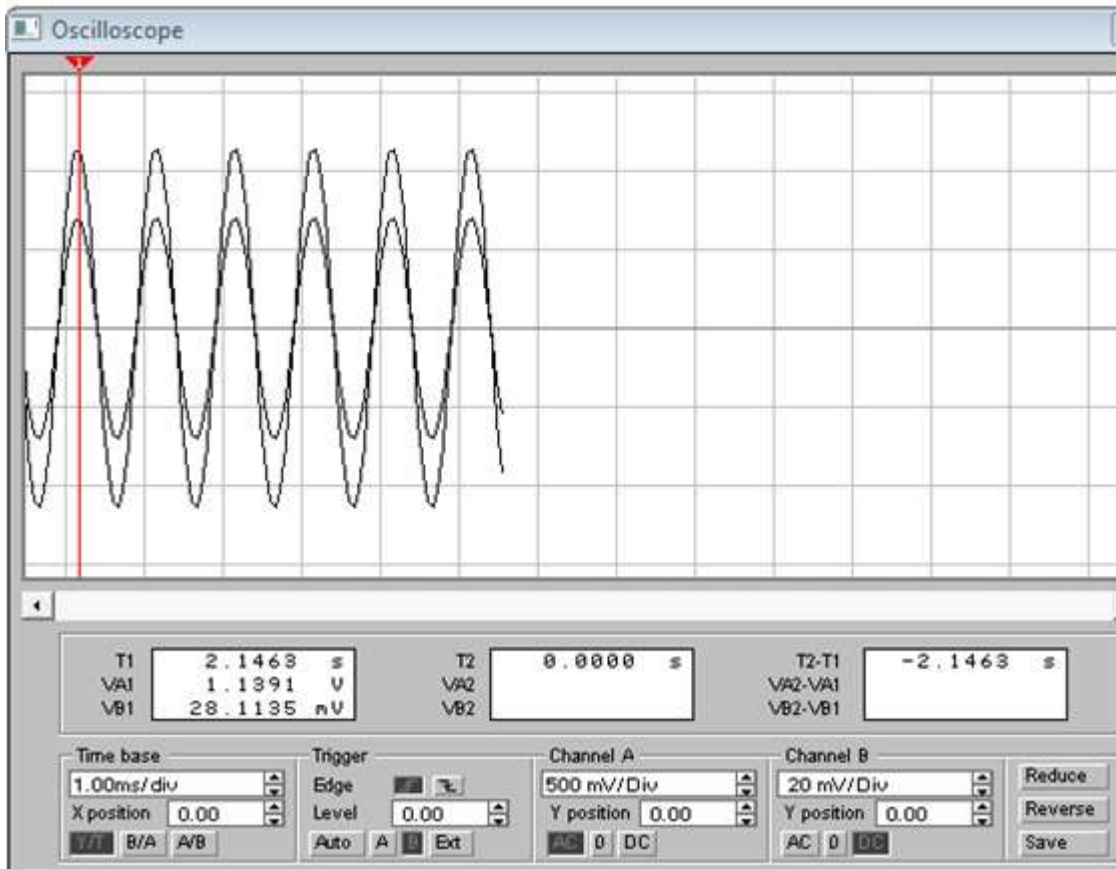 Oscilloscope
1
T1 2.1463 s
VA1 1.1391 V
VB1 28.1135 mV
T2 0.0000 s
VA2
VB2
T2-T1 -2.1463 s
VA2-VA1
VB2-VB1
Time base
1.00ms/div
X position 0.00
Y/T B/A A/B
Trigger
Edge
Level 0.00
Auto A B Ext
Channel A
500 mV/Div
Y position 0.00
AC 0 DC
Channel B
20 mV/Div
Y position 0.00
AC 0 DC
Reduce
Reverse
Save